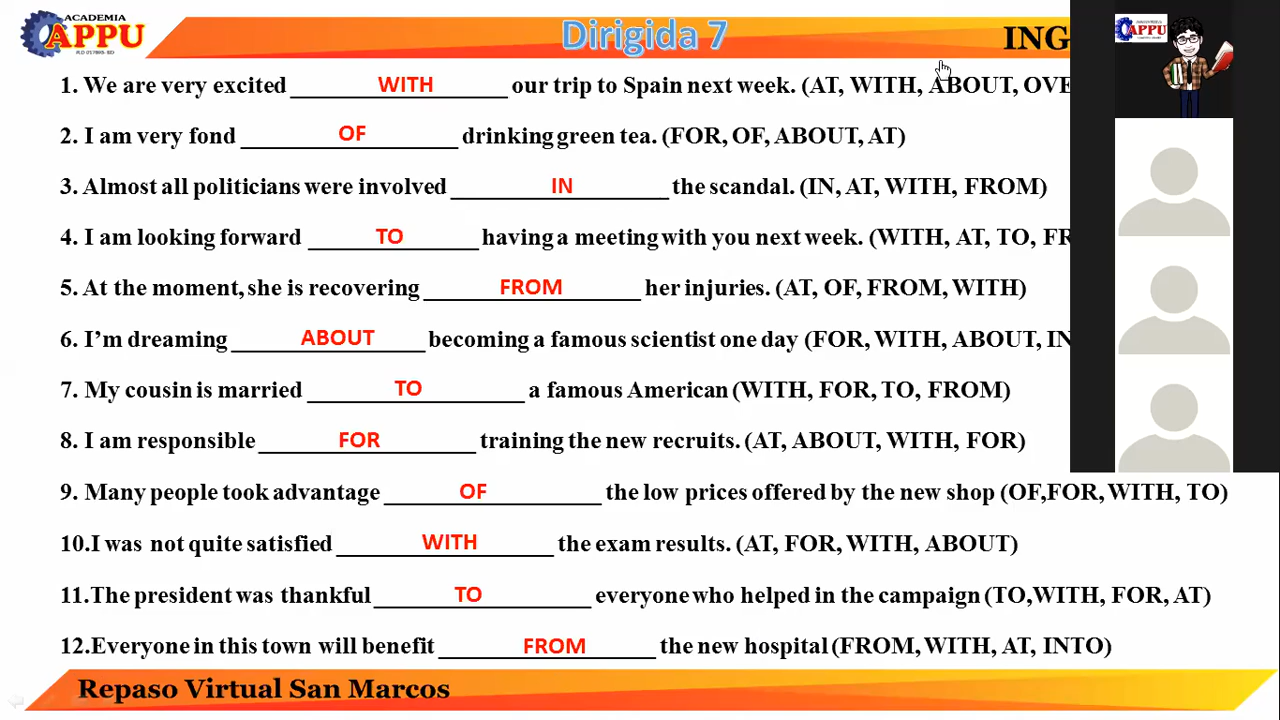 ACADEMIA
APPU
Dirigida 7
ING
1. We are very excited WITH our trip to Spain next week. (AT, WITH, ABOUT, OVE
2. I am very fond OF drinking green tea. (FOR, OF, ABOUT, AT)
3. Almost all politicians were involved IN the scandal. (IN, AT, WITH, FROM)
4. I am looking forward TO having a meeting with you next week. (WITH, AT, TO, FR
5. At the moment, she is recovering FROM her injuries. (AT, OF, FROM, WITH)
6. I’m dreaming ABOUT becoming a famous scientist one day (FOR, WITH, ABOUT, IN
7. My cousin is married TO a famous American (WITH, FOR, TO, FROM)
8. I am responsible FOR training the new recruits. (AT, ABOUT, WITH, FOR)
9. Many people took advantage OF the low prices offered by the new shop (OF,FOR, WITH, TO)
10.I was not quite satisfied WITH the exam results. (AT, FOR, WITH, ABOUT)
11.The president was thankful TO everyone who helped in the campaign (TO,WITH, FOR, AT)
12.Everyone in this town will benefit FROM the new hospital (FROM, WITH, AT, INTO)
Repaso Virtual San Marcos
APPU